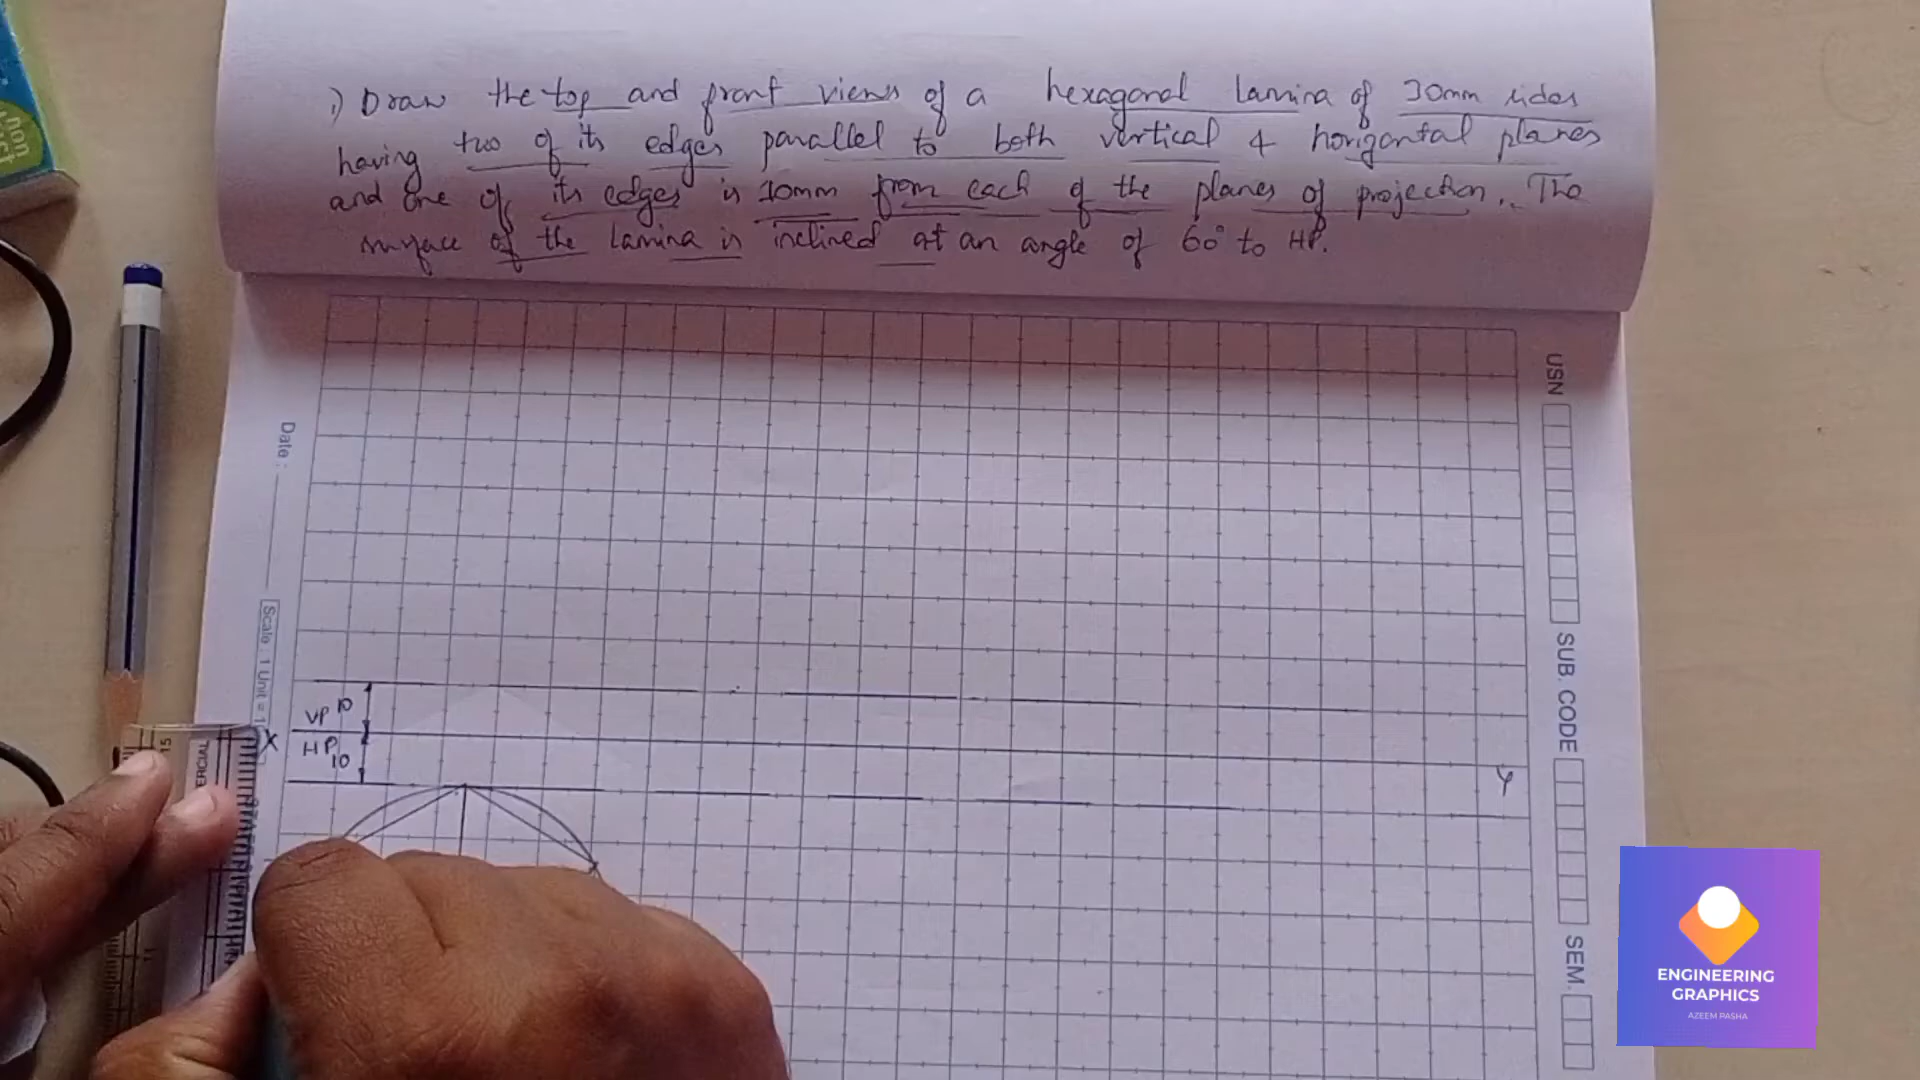 1) Draw the top and front views of a hexagonal lamina of 30mm sides
having two of its edges parallel to both vertical & horizontal planes
and one of its edges is 10mm from each of the planes of projection. The
surface of the lamina is inclined at an angle of 60° to HP.
non
USN
Date :
SUB. CODE
Scale : 1 Unit = 1
VP 10
X
HP 10
Y
15
11
SEM.
ENGINEERING
GRAPHICS
AZEEM PASHA